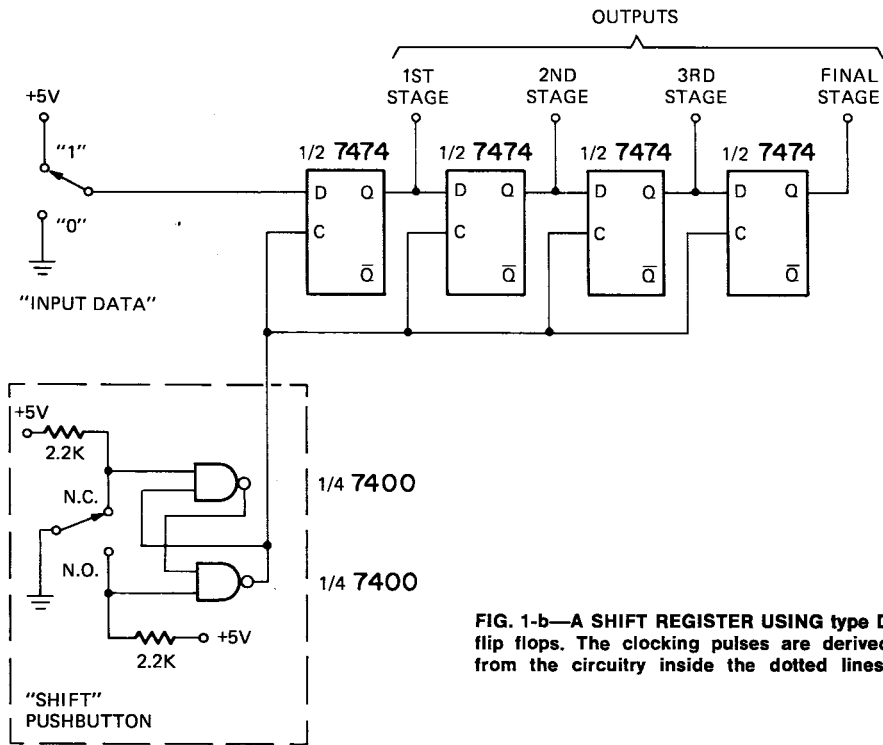 OUTPUTS
1ST
STAGE
2ND
STAGE
3RD
STAGE
FINAL
STAGE
+5V
"1"
"0"
"INPUT DATA"
1/2 7474
1/2 7474
1/2 7474
1/2 7474
D Q
C
Q̅
D Q
C
Q̅
D Q
C
Q̅
D Q
C
Q̅
+5V
2.2K
N.C.
N.O.
2.2K
+5V
"SHIFT"
PUSHBUTTON
1/4 7400
1/4 7400
FIG. 1-b—A SHIFT REGISTER USING type D
flip flops. The clocking pulses are derived
from the circuitry inside the dotted lines